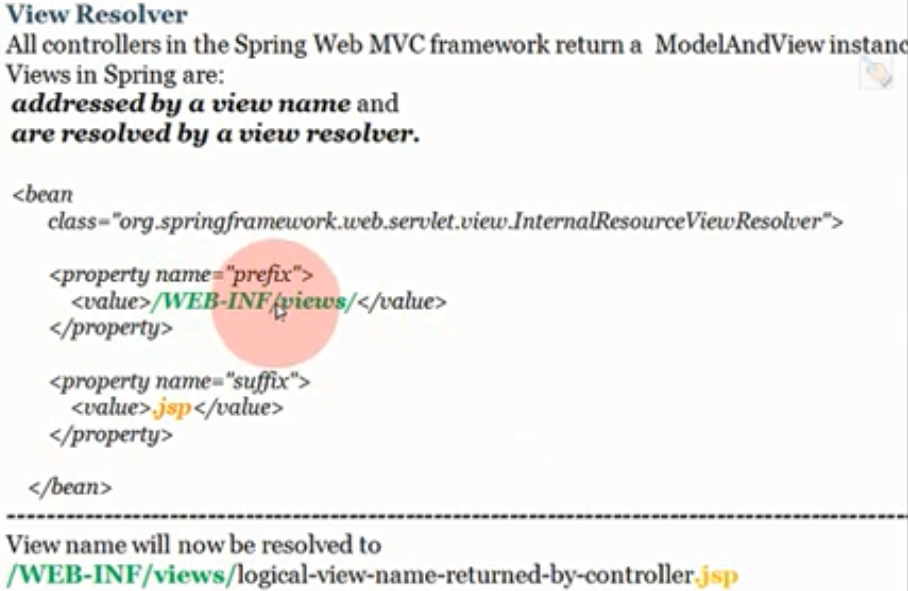 View Resolver
All controllers in the Spring Web MVC framework return a ModelAndView instanc
Views in Spring are:
addressed by a view name and
are resolved by a view resolver.
<bean
class="org.springframework.web.servlet.view.InternalResourceViewResolver">
<property name="prefix">
<value>/WEB-INF/views/</value>
</property>
<property name="suffix">
<value>.jsp</value>
</property>
</bean>
--------------------------------------------------------------------------------
View name will now be resolved to
/WEB-INF/views/logical-view-name-returned-by-controller.jsp